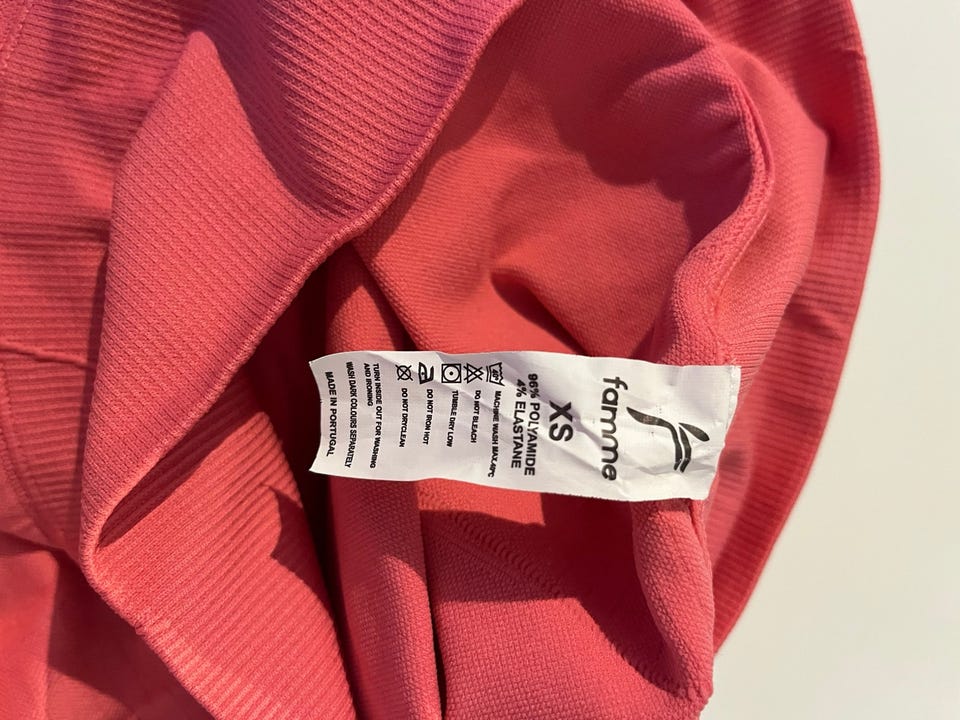 famme
XS
96% POLYAMIDE
4% ELASTANE
40
MACHINE WASH MAX.40ºC
DO NOT BLEACH
TUMBLE DRY LOW
DO NOT IRON HOT
DO NOT DRYCLEAN
TURN INSIDE OUT FOR WASHING
AND IRONING
WASH DARK COLOURS SEPARATELY
MADE IN PORTUGAL